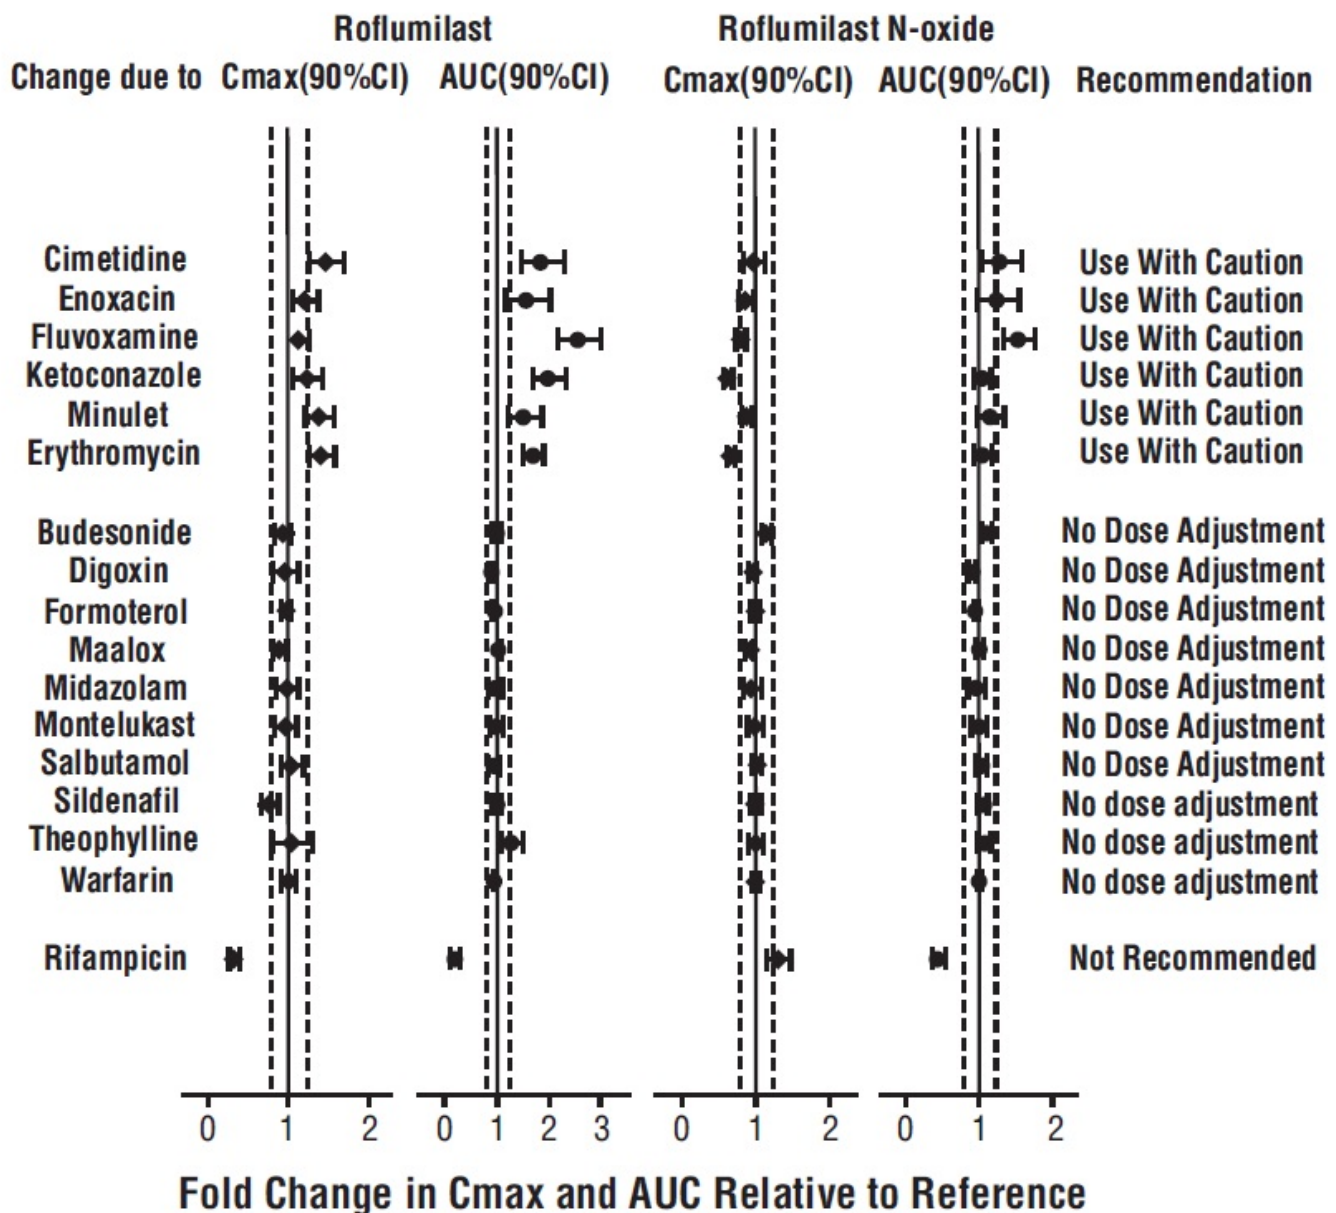 Roflumilast Roflumilast N-oxide
Change due to Cmax(90%CI) AUC(90%CI) Cmax(90%CI) AUC(90%CI) Recommendation
Cimetidine Use With Caution
Enoxacin Use With Caution
Fluvoxamine Use With Caution
Ketoconazole Use With Caution
Minulet Use With Caution
Erythromycin Use With Caution
Budesonide No Dose Adjustment
Digoxin No Dose Adjustment
Formoterol No Dose Adjustment
Maalox No Dose Adjustment
Midazolam No Dose Adjustment
Montelukast No Dose Adjustment
Salbutamol No Dose Adjustment
Sildenafil No dose adjustment
Theophylline No dose adjustment
Warfarin No dose adjustment
Rifampicin Not Recommended
0 1 2 0 1 2 3 0 1 2 0 1 2
Fold Change in Cmax and AUC Relative to Reference